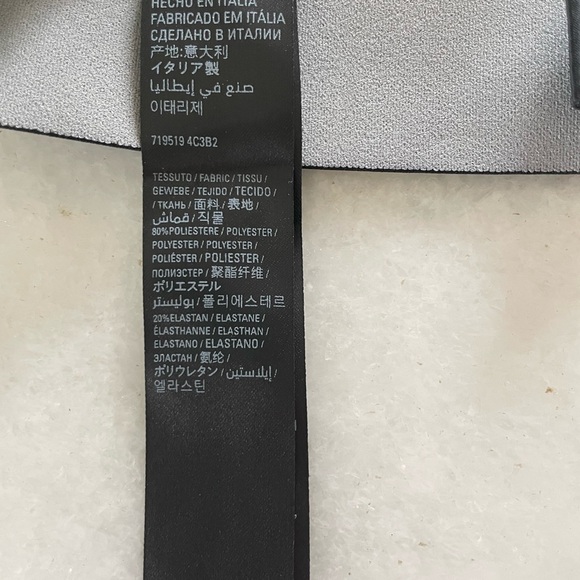 HECHO EN ITALIA
FABRICADO EM ITÁLIA
СДЕЛАНО В ИТАЛИИ
产地:意大利
イタリア製
صنع في إيطاليا
이태리제
719519 4C3B2
TESSUTO / FABRIC / TISSU /
GEWEBE / TEJIDO / TECIDO /
/ ТКАНЬ / 面料 / 表地 /
قماش / 직물
80%POLIESTERE / POLYESTER /
POLYESTER / POLYESTER /
POLIÉSTER / POLIESTER /
ПОЛИЭСТЕР / 聚酯纤维 /
ポリエステル
بوليستر / 폴리에스테르
20%ELASTAN / ELASTANE /
ÉLASTHANNE / ELASTHAN /
ELASTANO / ELASTANO /
ЭЛАСТАН / 氨纶 /
ポリウレタン / إيلاستين /
엘라스틴